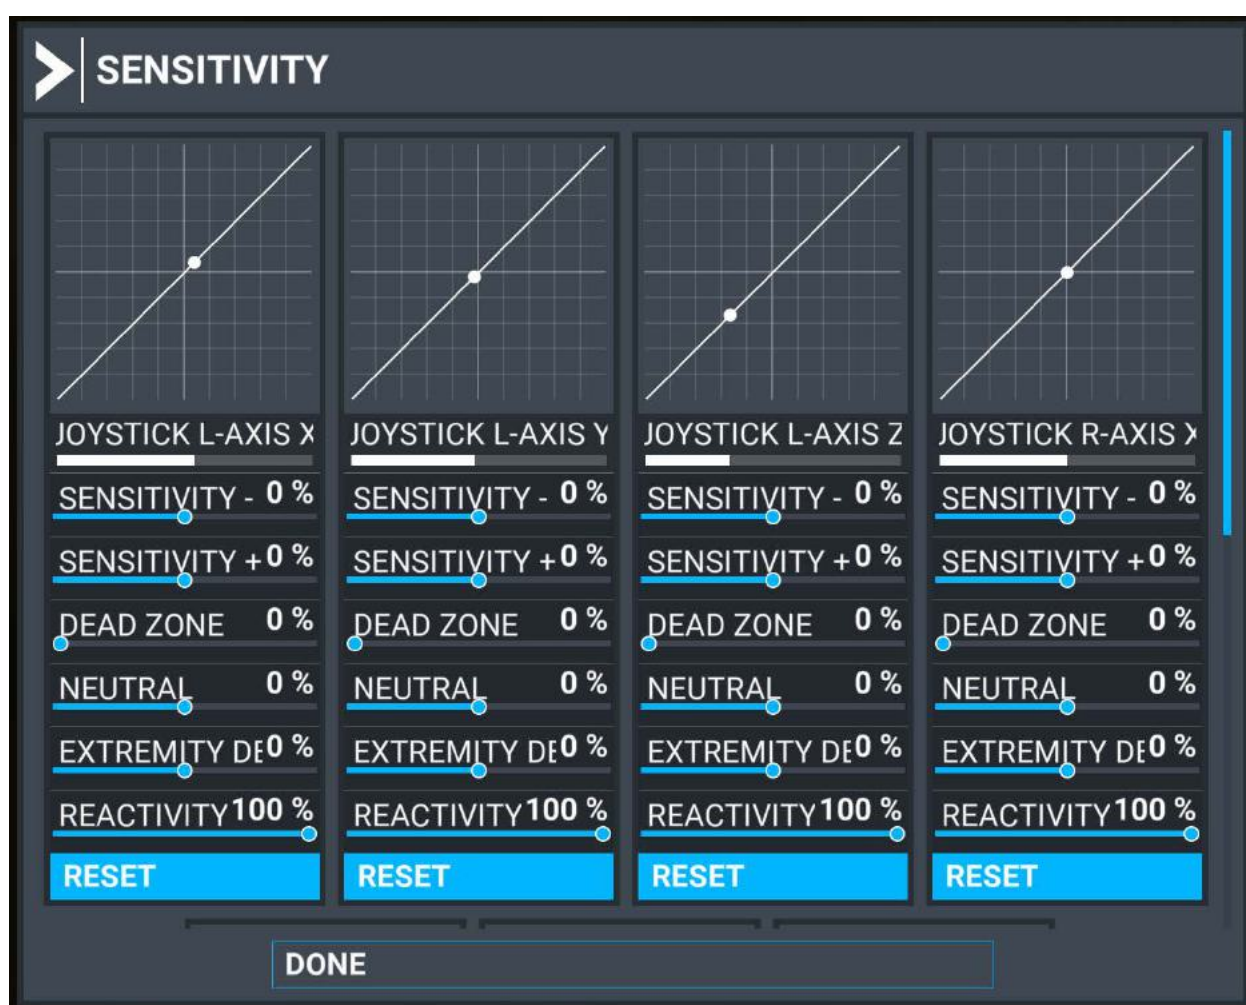 SENSITIVITY
JOYSTICK L-AXIS X
SENSITIVITY - 0 %
SENSITIVITY + 0 %
DEAD ZONE 0 %
NEUTRAL 0 %
EXTREMITY DE 0 %
REACTIVITY 100 %
RESET
JOYSTICK L-AXIS Y
SENSITIVITY - 0 %
SENSITIVITY + 0 %
DEAD ZONE 0 %
NEUTRAL 0 %
EXTREMITY DE 0 %
REACTIVITY 100 %
RESET
JOYSTICK L-AXIS Z
SENSITIVITY - 0 %
SENSITIVITY + 0 %
DEAD ZONE 0 %
NEUTRAL 0 %
EXTREMITY DE 0 %
REACTIVITY 100 %
RESET
JOYSTICK R-AXIS X
SENSITIVITY - 0 %
SENSITIVITY + 0 %
DEAD ZONE 0 %
NEUTRAL 0 %
EXTREMITY DE 0 %
REACTIVITY 100 %
RESET
DONE